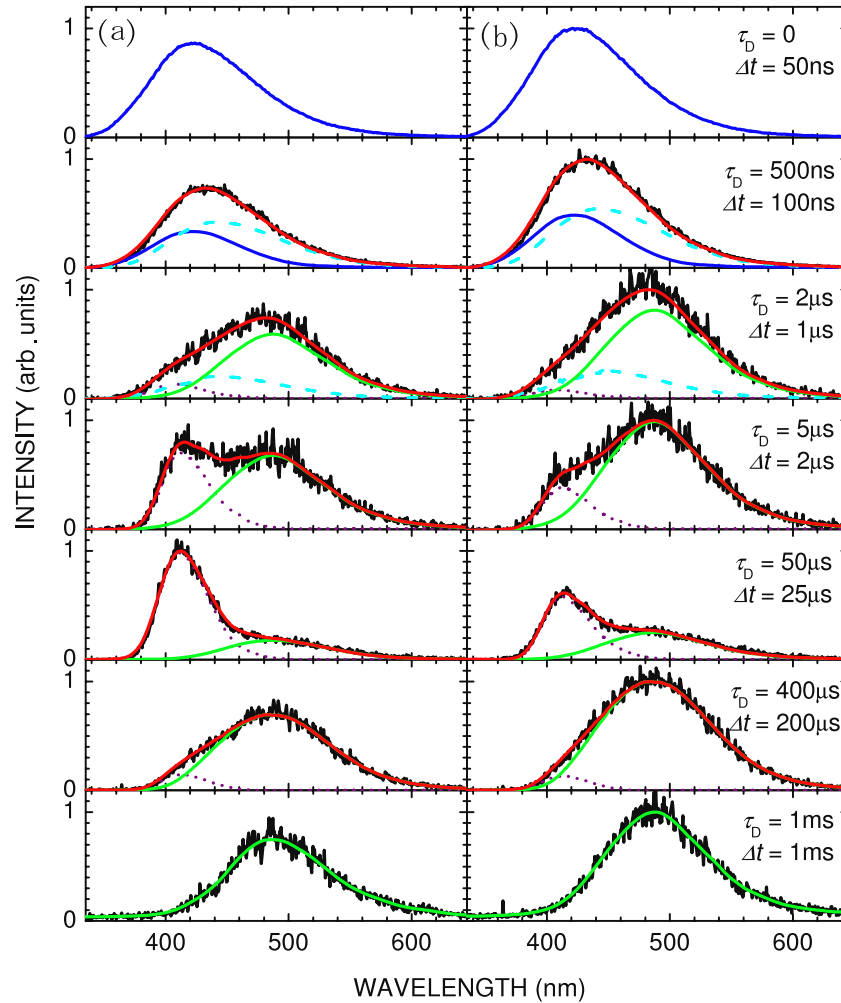 (a) (b)
1 τD = 0
Δt = 50ns
0
1 τD = 500ns
Δt = 100ns
0
1 τD = 2μs
Δt = 1μs
0
1 τD = 5μs
Δt = 2μs
0
1 τD = 50μs
Δt = 25μs
0
1 τD = 400μs
Δt = 200μs
0
1 τD = 1ms
Δt = 1ms
0
400 500 600 400 500 600
INTENSITY (arb.units)
WAVELENGTH (nm)